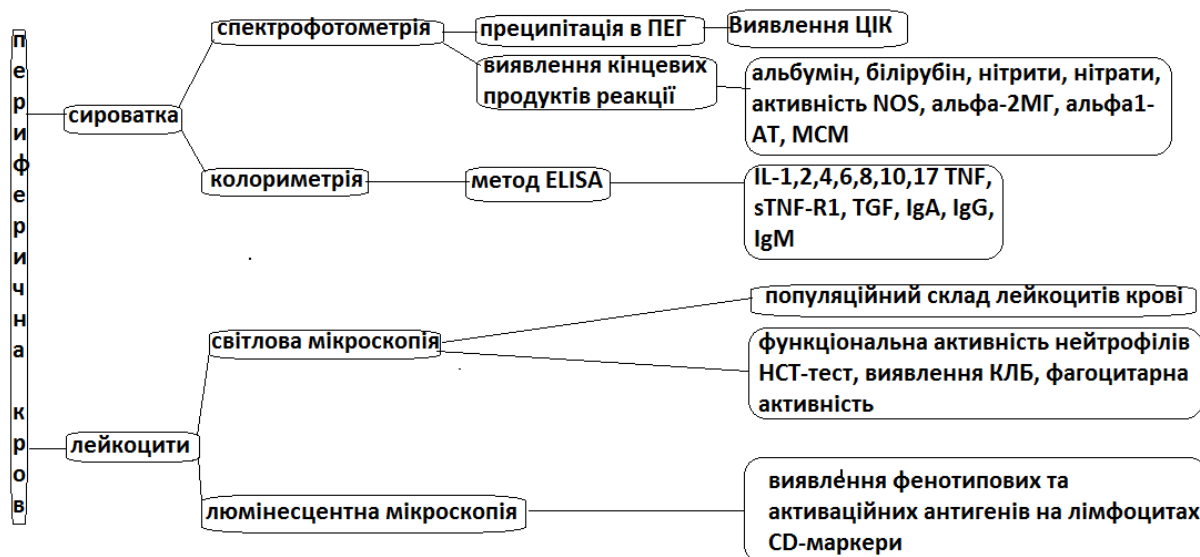 периферична кров
сироватка
спектрофотометрія
преципітація в ПЕГ
Виявлення ЦІК
виявлення кінцевих
продуктів реакції
альбумін, білірубін, нітрити, нітрати,
активність NOS, альфа-2МГ, альфа1-
АТ, МСМ
колориметрія
метод ELISA
IL-1,2,4,6,8,10,17 TNF,
sTNF-R1, TGF, IgA, IgG,
IgM
лейкоцити
світлова мікроскопія
популяційний склад лейкоцитів крові
функціональна активність нейтрофілів
НСТ-тест, виявлення КЛБ, фагоцитарна
активність
люмінесцентна мікроскопія
виявлення фенотипових та
активаційних антигенів на лімфоцитах
CD-маркери